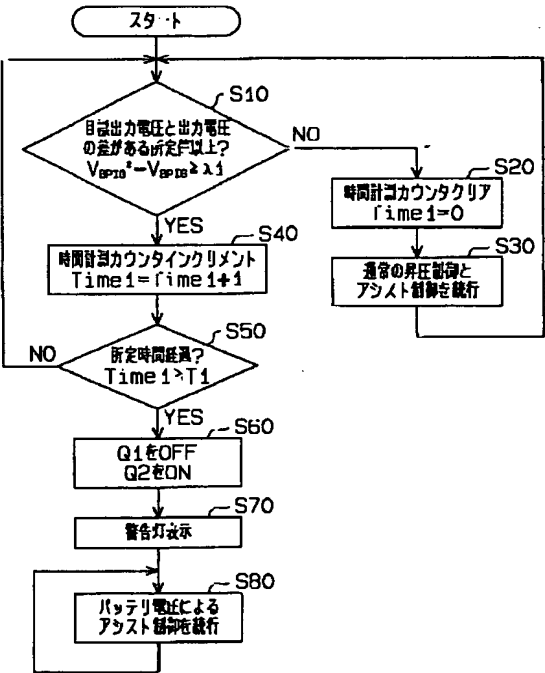 スタート
S10
目標出力電圧と出力電圧
の差がある所定値以上?
V_BPIG* - V_BPIG ≧ λ1
NO
S20
時間計測カウンタクリア
Time1=0
YES
S40
時間計測カウンタインクリメント
Time1=Time1+1
S30
通常の昇圧制御と
アシスト制御を続行
S50
NO
所定時間経過?
Time1≧T1
YES
S60
Q1をOFF
Q2をON
S70
警告灯表示
S80
バッテリ電圧による
アシスト制御を続行